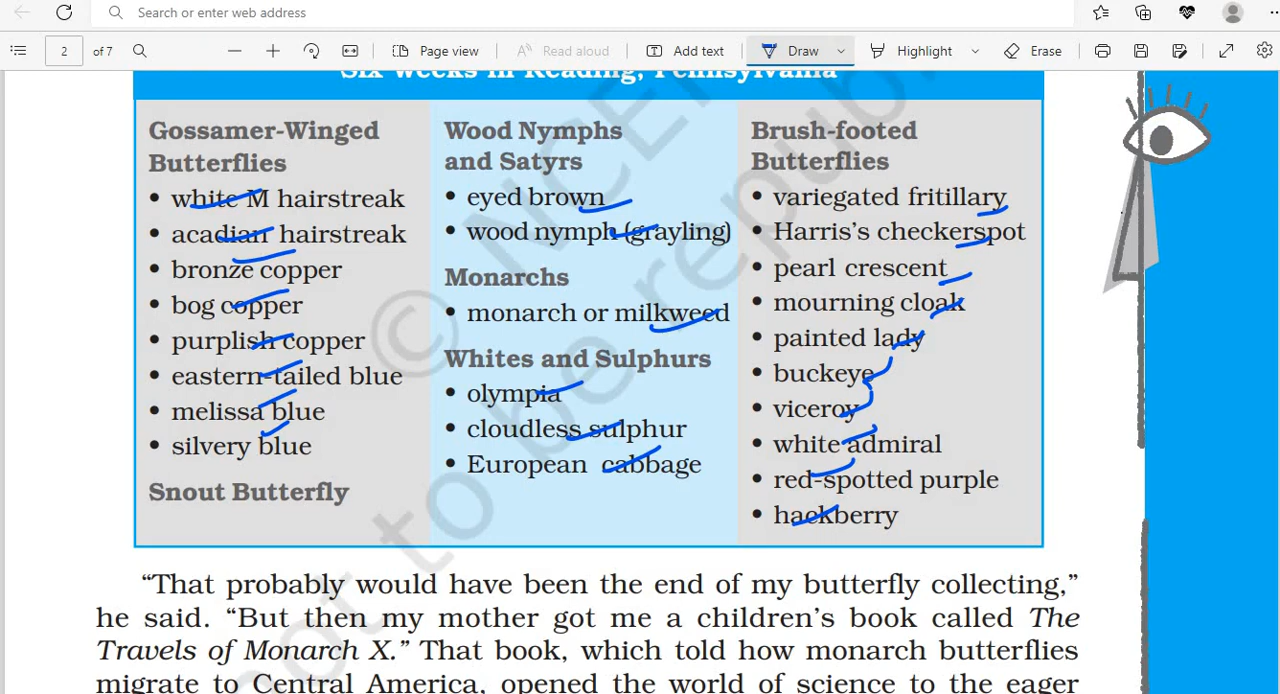 Search or enter web address
2 of 7 Page view Read aloud Add text Draw Highlight Erase
Six Weeks in Reading, Pennsylvania
Gossamer-Winged
Butterflies
• white M hairstreak
• acadian hairstreak
• bronze copper
• bog copper
• purplish copper
• eastern-tailed blue
• melissa blue
• silvery blue
Snout Butterfly
Wood Nymphs
and Satyrs
• eyed brown
• wood nymph (grayling)
Monarchs
• monarch or milkweed
Whites and Sulphurs
• olympia
• cloudless sulphur
• European cabbage
Brush-footed
Butterflies
• variegated fritillary
• Harris's checkerspot
• pearl crescent
• mourning cloak
• painted lady
• buckeye
• viceroy
• white admiral
• red-spotted purple
• hackberry
“That probably would have been the end of my butterfly collecting,”
he said. “But then my mother got me a children's book called The
Travels of Monarch X.” That book, which told how monarch butterflies
migrate to Central America, opened the world of science to the eager
© NCE
not to be republi